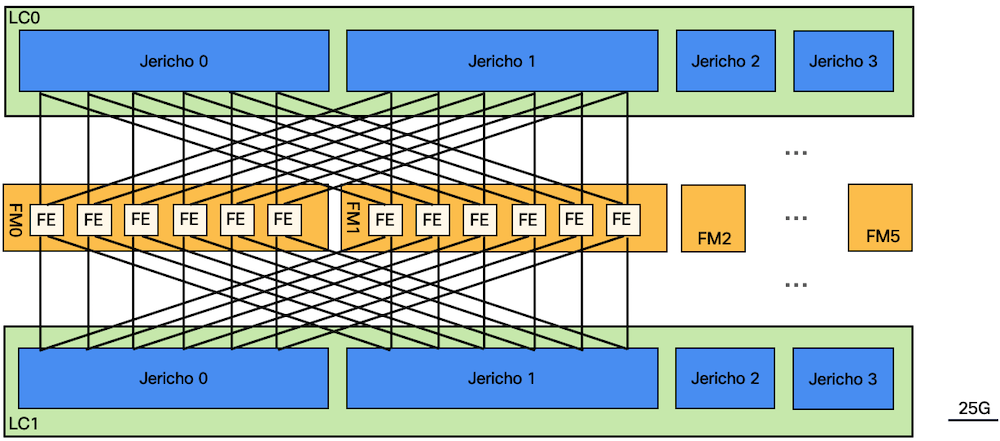 LC0
Jericho 0
Jericho 1
Jericho 2
Jericho 3
...
FM0
FE
FE
FE
FE
FE
FE
FM1
FE
FE
FE
FE
FE
FE
FM2
...
FM5
...
Jericho 0
Jericho 1
Jericho 2
Jericho 3
LC1
25G